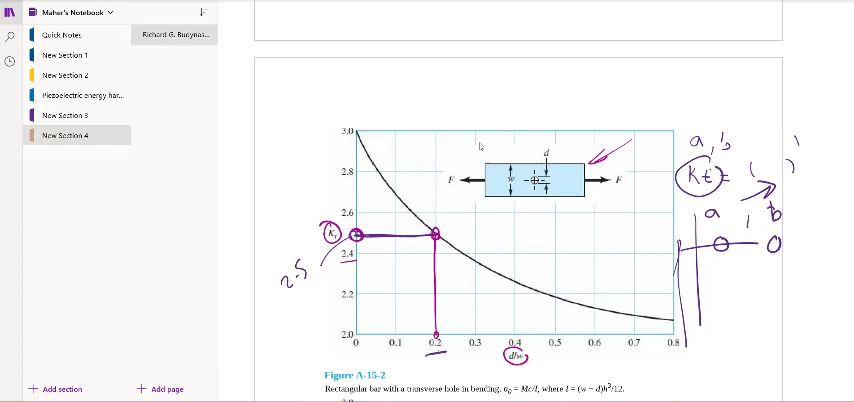 Maher's Notebook
Quick Notes
Richard G. Buoynas...
New Section 1
New Section 2
Piezoelectric energy har...
New Section 3
New Section 4
Add section
Add page
3.0
2.8
2.6
Kt
2.4
2.2
2.0
0
0.1
0.2
0.3
0.4
0.5
0.6
0.7
0.8
d/w
d
w
F
F
2.5
a, b
Kt = ( )
a
b
Figure A-15-2
Rectangular bar with a transverse hole in bending. σ0 = Mc/I, where I = (w − d)h³/12.